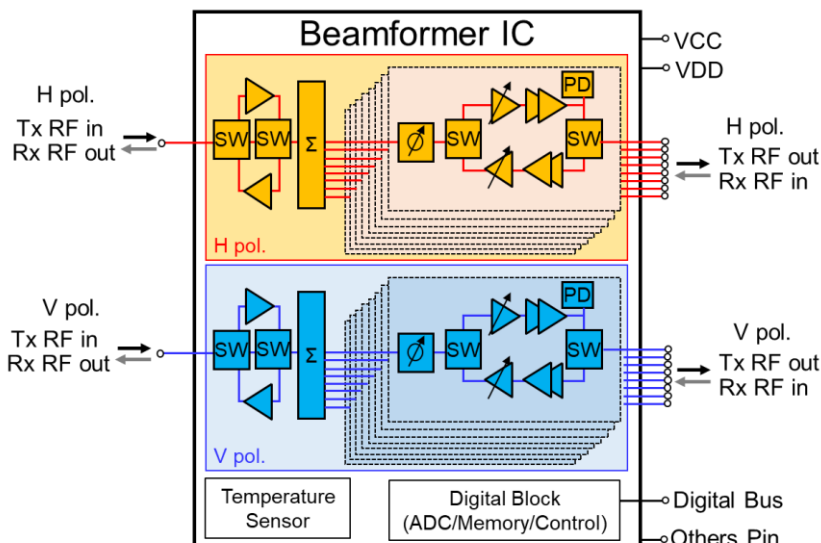 Beamformer IC
VCC
VDD
H pol.
Tx RF in
Rx RF out
SW
SW
Σ
ϕ
SW
PD
SW
H pol.
Tx RF out
Rx RF in
H pol.
V pol.
Tx RF in
Rx RF out
SW
SW
Σ
ϕ
SW
PD
SW
V pol.
Tx RF out
Rx RF in
V pol.
Temperature
Sensor
Digital Block
(ADC/Memory/Control)
Digital Bus
Others Pin